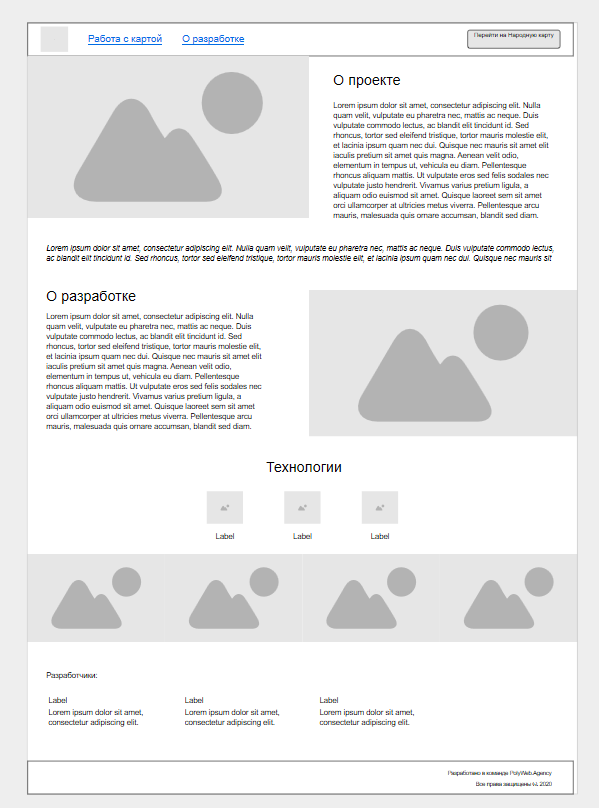 Работа с картой
О разработке
Перейти на Народную карту
О проекте
Lorem ipsum dolor sit amet, consectetur adipiscing elit. Nulla
quam velit, vulputate eu pharetra nec, mattis ac neque. Duis
vulputate commodo lectus, ac blandit elit tincidunt id. Sed
rhoncus, tortor sed eleifend tristique, tortor mauris molestie elit,
et lacinia ipsum quam nec dui. Quisque nec mauris sit amet elit
iaculis pretium sit amet quis magna. Aenean velit odio,
elementum in tempus ut, vehicula eu diam. Pellentesque
rhoncus aliquam mattis. Ut vulputate eros sed felis sodales nec
vulputate justo hendrerit. Vivamus varius pretium ligula, a
aliquam odio euismod sit amet. Quisque laoreet sem sit amet
orci ullamcorper at ultricies metus viverra. Pellentesque arcu
mauris, malesuada quis ornare accumsan, blandit sed diam.
Lorem ipsum dolor sit amet, consectetur adipiscing elit. Nulla quam velit, vulputate eu pharetra nec, mattis ac neque. Duis vulputate commodo lectus,
ac blandit elit tincidunt id. Sed rhoncus, tortor sed eleifend tristique, tortor mauris molestie elit, et lacinia ipsum quam nec dui. Quisque nec mauris sit
О разработке
Lorem ipsum dolor sit amet, consectetur adipiscing elit. Nulla
quam velit, vulputate eu pharetra nec, mattis ac neque. Duis
vulputate commodo lectus, ac blandit elit tincidunt id. Sed
rhoncus, tortor sed eleifend tristique, tortor mauris molestie elit,
et lacinia ipsum quam nec dui. Quisque nec mauris sit amet elit
iaculis pretium sit amet quis magna. Aenean velit odio,
elementum in tempus ut, vehicula eu diam. Pellentesque
rhoncus aliquam mattis. Ut vulputate eros sed felis sodales nec
vulputate justo hendrerit. Vivamus varius pretium ligula, a
aliquam odio euismod sit amet. Quisque laoreet sem sit amet
orci ullamcorper at ultricies metus viverra. Pellentesque arcu
mauris, malesuada quis ornare accumsan, blandit sed diam.
Технологии
Label
Label
Label
Разработчики:
Label
Lorem ipsum dolor sit amet,
consectetur adipiscing elit.
Label
Lorem ipsum dolor sit amet,
consectetur adipiscing elit.
Label
Lorem ipsum dolor sit amet,
consectetur adipiscing elit.
Разработано в команде PolyWeb.Agency
Все права защищены (c), 2020